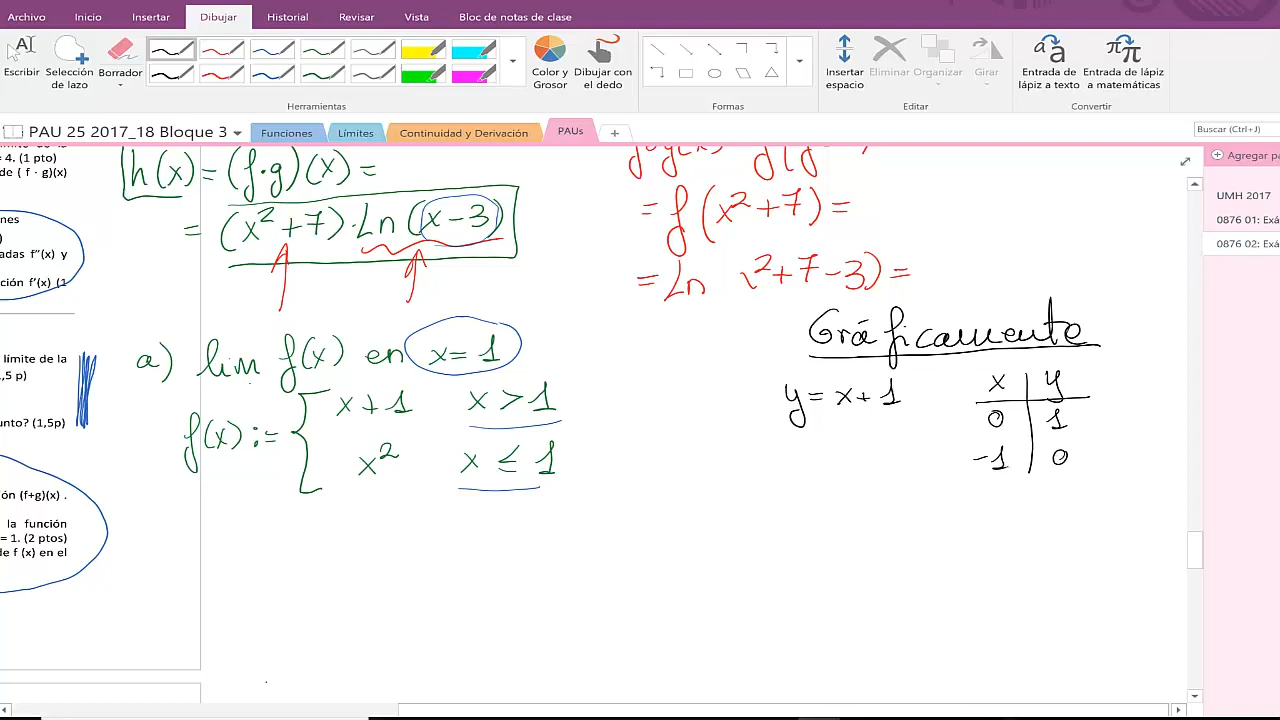 Archivo Inicio Insertar Dibujar Historial Revisar Vista Bloc de notas de clase
Escribir
Selección de lazo
Borrador
Color y Grosor
Dibujar con el dedo
Insertar espacio
Eliminar
Organizar
Girar
Entrada de lápiz a texto
Entrada de lápiz a matemáticas
Herramientas
Formas
Editar
Convertir
PAU 25 2017_18 Bloque 3
Funciones
Límites
Continuidad y Derivación
PAUs
Buscar (Ctrl+J)
Agregar pá
UMH 2017
0876 01: Exá
0876 02: Exá
= 4. (1 pto)
de ( f · g)(x)
nes
)
adas f''(x) y
ción f'(x) (1
límite de la
,5 p)
unto? (1,5p)
ón (f+g)(x) .
la función
= 1. (2 ptos)
de f (x) en el
h(x) = (f·g)(x) =
= (x²+7)·Ln(x-3)
= f(x²+7) =
= Ln x²+7-3) =
a) lim f(x) en x=1
f(x) := { x+1 x > 1
x² x ≤ 1
Gráficamente
y = x+1
x | y
0 | 1
-1 | 0